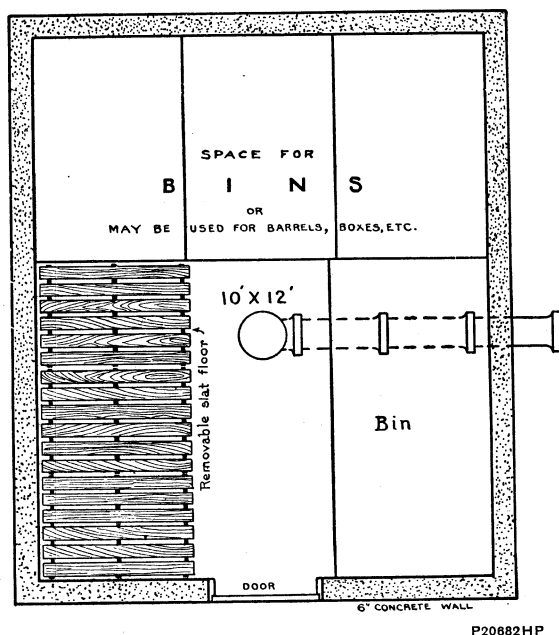 SPACE FOR
BINS
OR
MAY BE USED FOR BARRELS, BOXES, ETC.
10' X 12'
Removable slat floor
Bin
DOOR
6" CONCRETE WALL
P20682HP